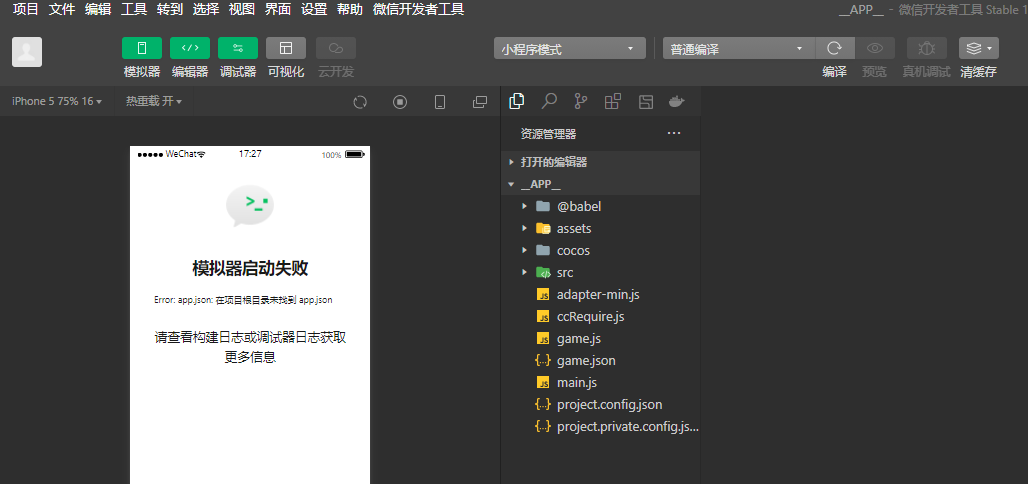 项目 文件 编辑 工具 转到 选择 视图 界面 设置 帮助 微信开发者工具
__APP__ - 微信开发者工具 Stable 1
小程序模式
普通编译
模拟器 编辑器 调试器 可视化 云开发
编译 预览 真机调试 清缓存
iPhone 5 75% 16
热重载 开
资源管理器
打开的编辑器
__APP__
@babel
assets
cocos
src
adapter-min.js
ccRequire.js
game.js
game.json
main.js
project.config.json
project.private.config.js...
WeChat
17:27
100%
模拟器启动失败
Error: app.json: 在项目根目录未找到 app.json
请查看构建日志或调试器日志获取
更多信息